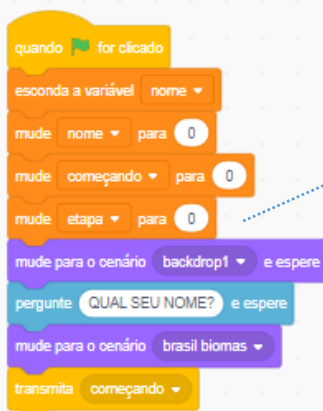 quando for clicado
esconda a variável nome
mude nome para 0
mude começando para 0
mude etapa para 0
mude para o cenário backdrop1 e espere
pergunte QUAL SEU NOME? e espere
mude para o cenário brasil biomas
transmita começando